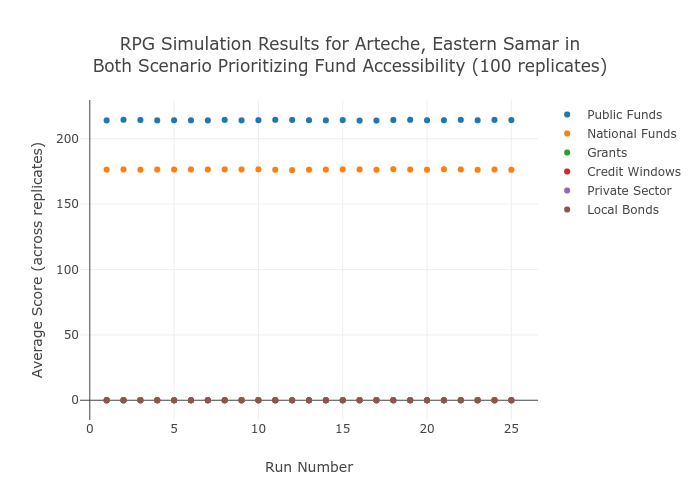 RPG Simulation Results for Arteche, Eastern Samar in
Both Scenario Prioritizing Fund Accessibility (100 replicates)
Public Funds
National Funds
Grants
Credit Windows
Private Sector
Local Bonds
Average Score (across replicates)
200
150
100
50
0
0
5
10
15
20
25
Run Number